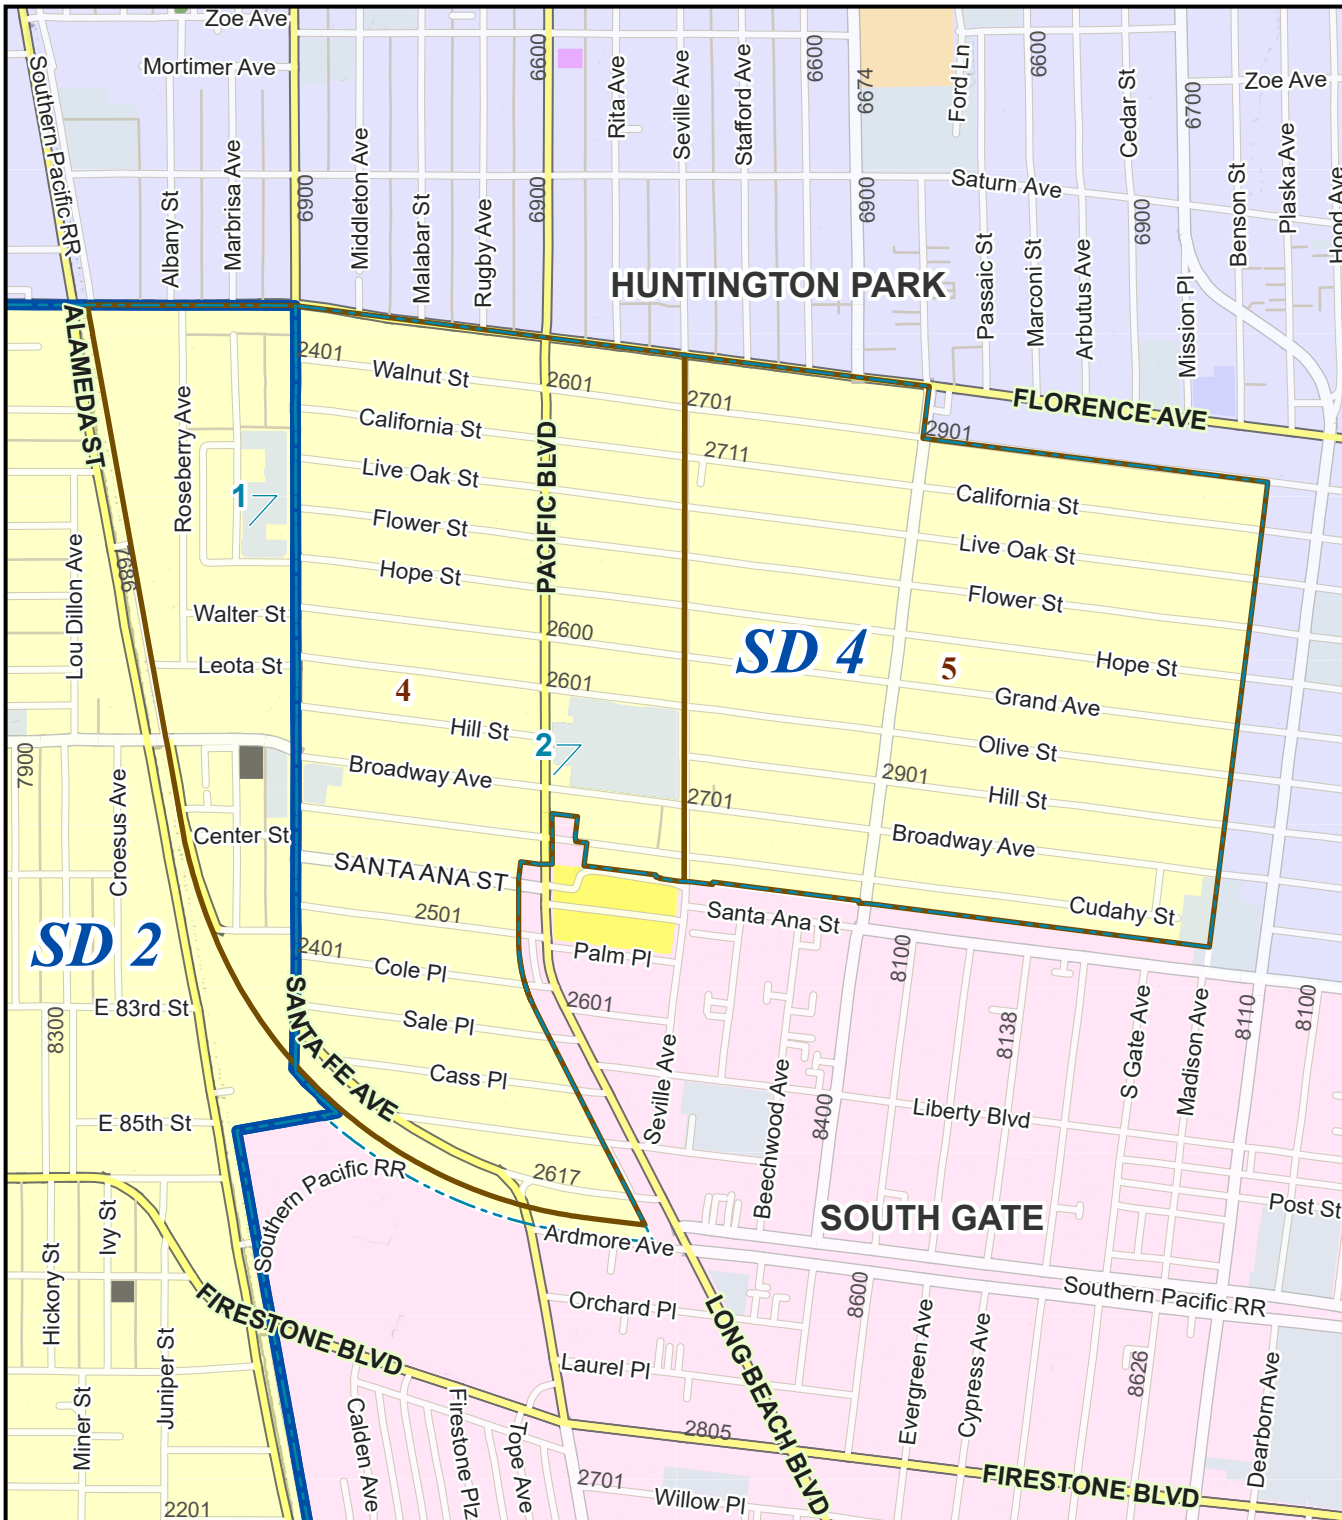 Zoe Ave
Mortimer Ave
Southern Pacific RR
Albany St
Marbrisa Ave
6900
Middleton Ave
Malabar St
Rugby Ave
6600
6900
Rita Ave
Seville Ave
Stafford Ave
6600
6674
6900
Ford Ln
6600
Cedar St
6700
Zoe Ave
Saturn Ave
6900
Benson St
Plaska Ave
Hood Ave
Passaic St
Marconi St
Arbutus Ave
Mission Pl
HUNTINGTON PARK
FLORENCE AVE
ALAMEDA ST
Roseberry Ave
1
Lou Dillon Ave
7686
Walter St
Leota St
2401
Walnut St
2601
2701
2901
California St
2711
Live Oak St
Flower St
Hope St
PACIFIC BLVD
California St
Live Oak St
Flower St
2600
2601
SD 4
5
Hope St
Grand Ave
4
Hill St
2
Olive St
Broadway Ave
2701
2901
Hill St
Broadway Ave
7900
Croesus Ave
Center St
SANTA ANA ST
2501
Cudahy St
Santa Ana St
SD 2
2401
Cole Pl
Palm Pl
8100
E 83rd St
8300
SANTA FE AVE
Sale Pl
2601
8138
S Gate Ave
Madison Ave
8110
8100
Cass Pl
Seville Ave
Beechwood Ave
8400
Liberty Blvd
E 85th St
Southern Pacific RR
2617
SOUTH GATE
Post St
Ivy St
Hickory St
Ardmore Ave
Southern Pacific RR
FIRESTONE BLVD
Orchard Pl
LONG BEACH BLVD
8600
Evergreen Ave
Cypress Ave
8626
Dearborn Ave
Juniper St
Milner St
Laurel Pl
Calden Ave
Firestone Plz
Tope Ave
2805
2701
Willow Pl
FIRESTONE BLVD
2201